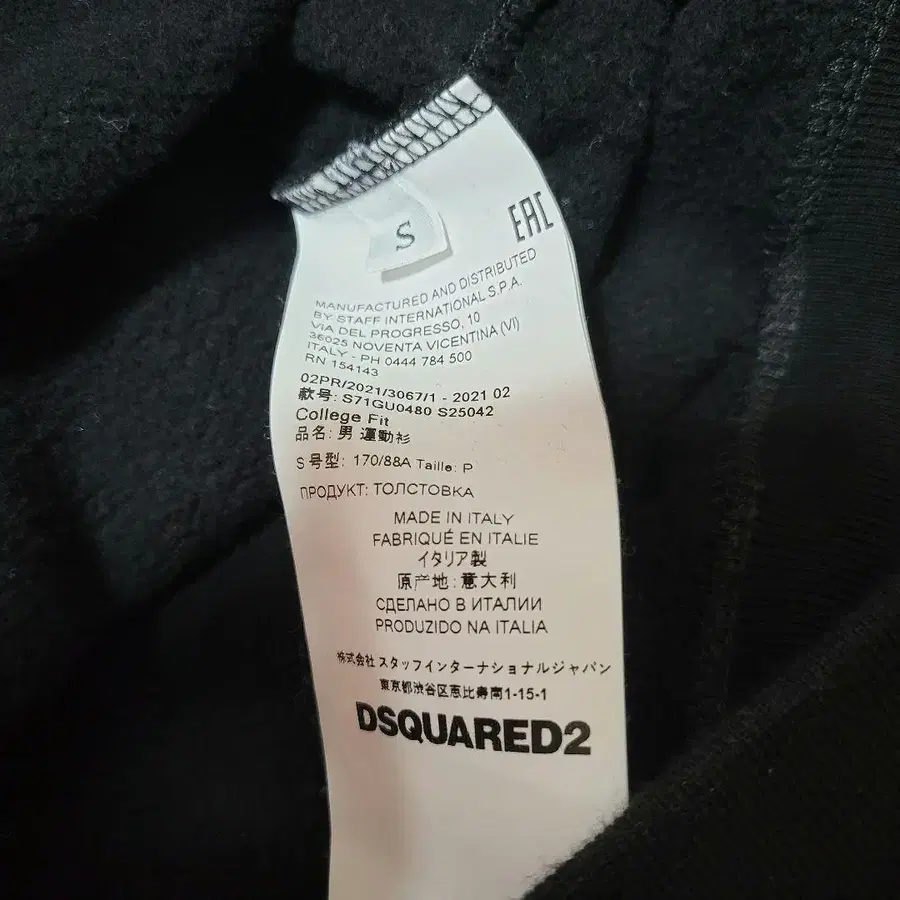 S
EAC
MANUFACTURED AND DISTRIBUTED
BY STAFF INTERNATIONAL S.P.A.
VIA DEL PROGRESSO, 10
36025 NOVENTA VICENTINA (VI)
ITALY - PH 0444 784 500
RN 154143
02PR/2021/3067/1 - 2021 02
款号: S71GU0480 S25042
College Fit
品名: 男 運動衫
S 号型: 170/88A Taille: P
ПРОДУКТ: ТОЛСТОВКА
MADE IN ITALY
FABRIQUÉ EN ITALIE
イタリア製
原产地: 意大利
СДЕЛАНО В ИТАЛИИ
PRODUZIDO NA ITALIA
株式会社 スタッフインターナショナルジャパン
東京都渋谷区恵比寿南1-15-1
DSQUARED2